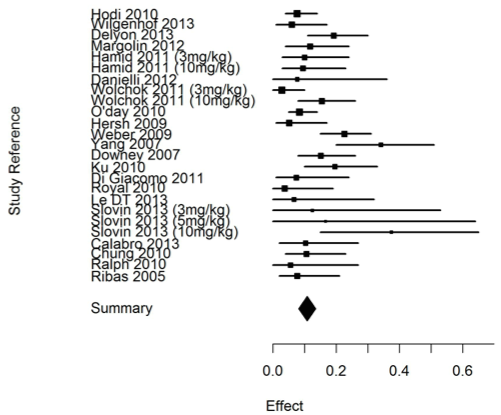 Study Reference
Hodi 2010
Wilgenhof 2013
Delyon 2013
Margolin 2012
Hamid 2011 (3mg/kg)
Hamid 2011 (10mg/kg)
Danielli 2012
Wolchok 2011 (3mg/kg)
Wolchok 2011 (10mg/kg)
O'day 2010
Hersh 2009
Weber 2009
Yang 2007
Downey 2007
Ku 2010
Di Giacomo 2011
Royal 2010
Le DT 2013
Slovin 2013 (3mg/kg)
Slovin 2013 (5mg/kg)
Slovin 2013 (10mg/kg)
Calabro 2013
Chung 2010
Ralph 2010
Ribas 2005
Summary
0.0 0.2 0.4 0.6
Effect